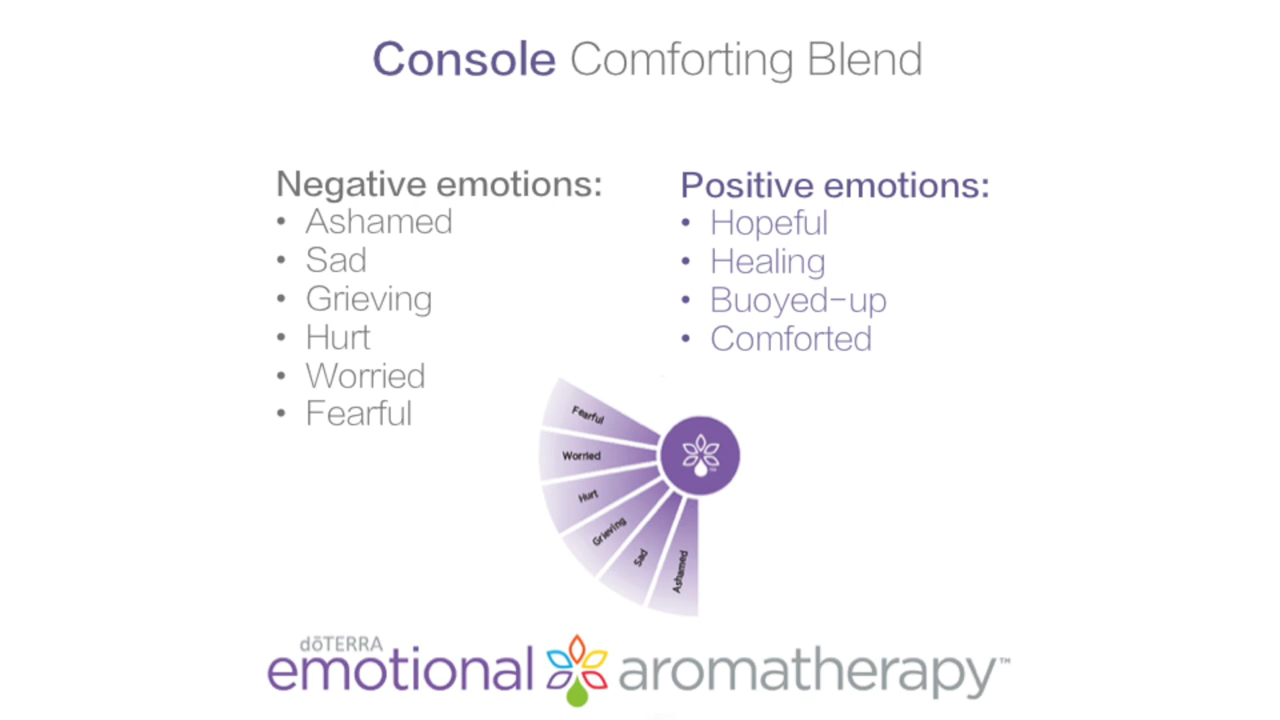 Console Comforting Blend
Negative emotions:
• Ashamed
• Sad
• Grieving
• Hurt
• Worried
• Fearful
Positive emotions:
• Hopeful
• Healing
• Buoyed-up
• Comforted
Fearful
Worried
Hurt
Grieving
Sad
Ashamed
dōTERRA
emotional aromatherapy™